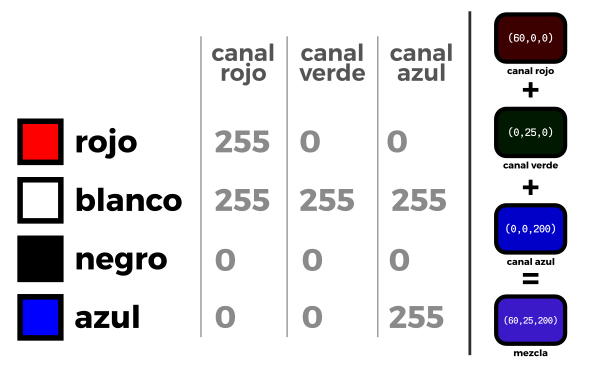 canal rojo
canal verde
canal azul
rojo 255 0 0
blanco 255 255 255
negro 0 0 0
azul 0 0 255
(60,0,0)
canal rojo
+
(0,25,0)
canal verde
+
(0,0,200)
canal azul
=
(60,25,200)
mezcla